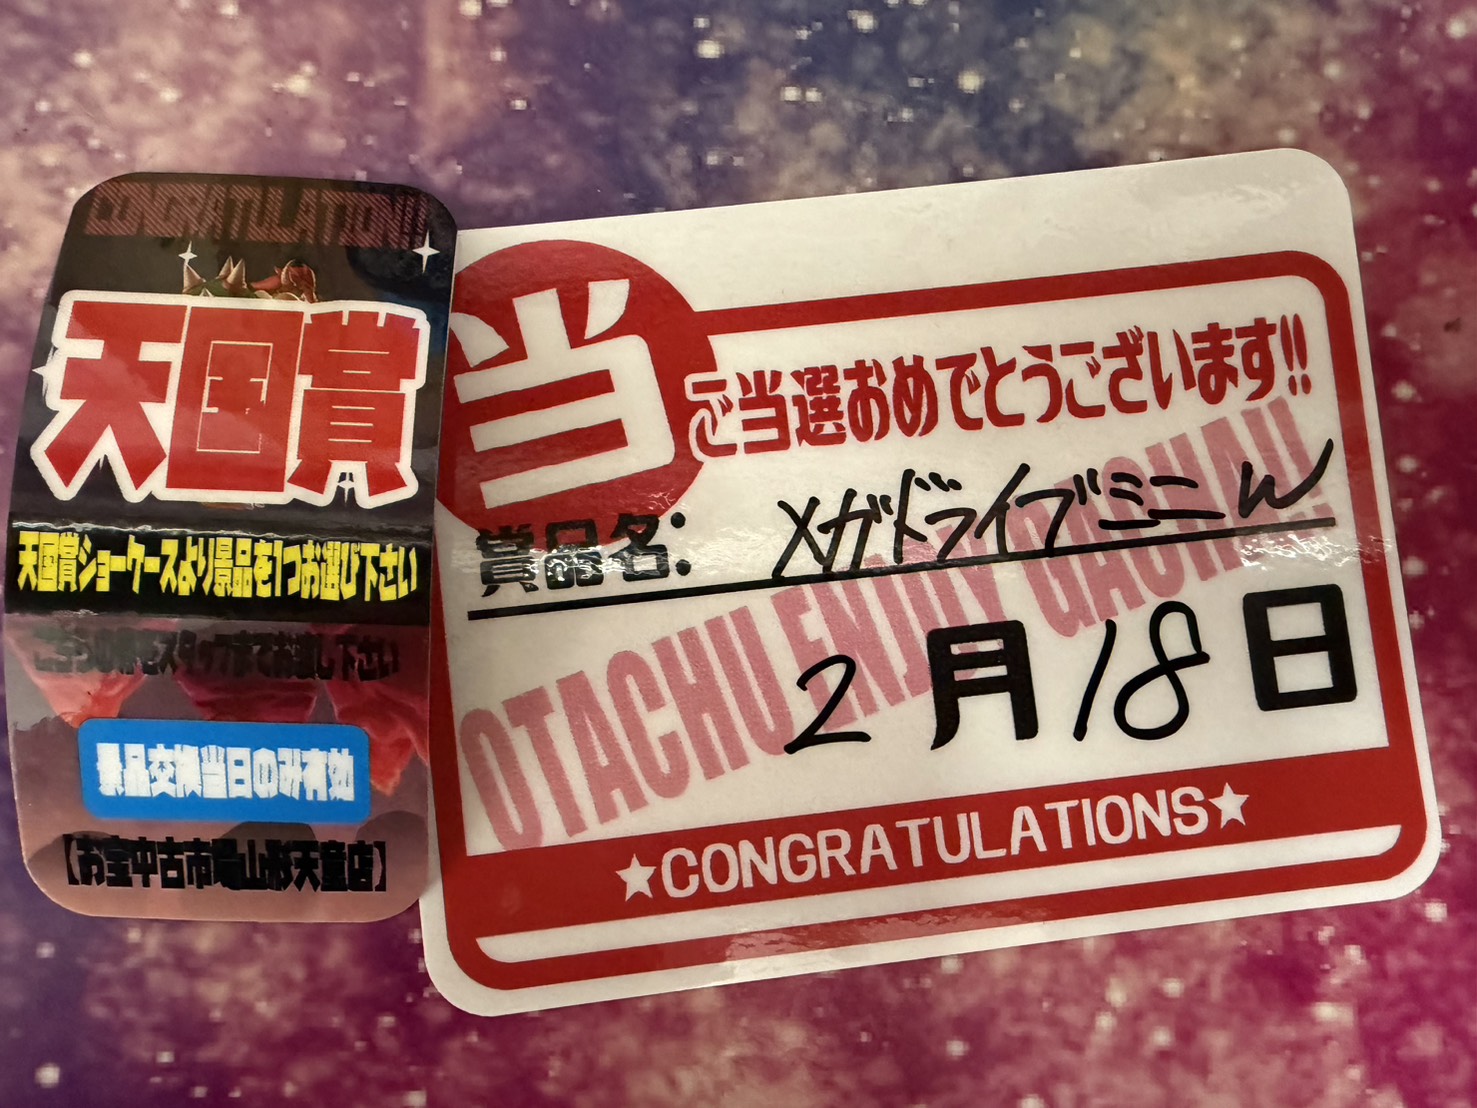 CONGRATULATION!!
天国賞
天国賞ショーケースより景品を1つお選び下さい
景品交換当日のみ有効
【お宝中古市場山形天童店】
当
ご当選おめでとうございます!!
賞品名: メガドライブミニW
OTACHU ENJOY GACHA!!
2月18日
★CONGRATULATIONS★